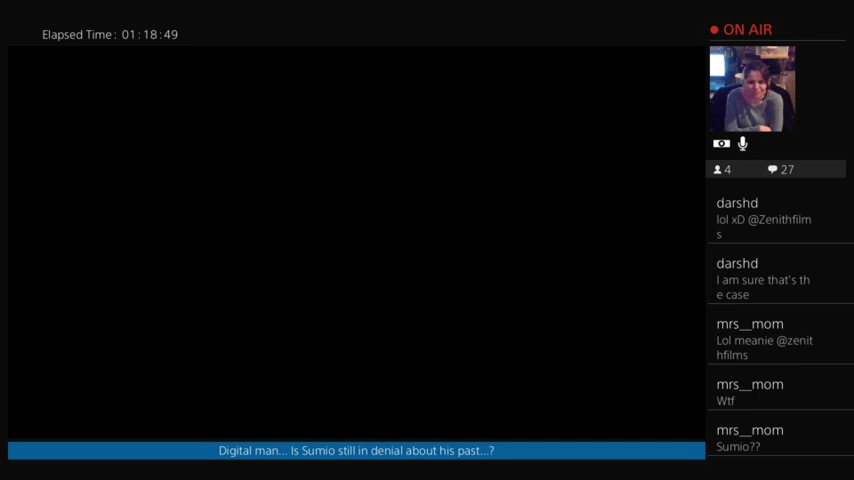 Elapsed Time: 01:18:49
ON AIR
4 27
darshd
lol xD @Zenithfilm
s
darshd
I am sure that's th
e case
mrs__mom
Lol meanie @zenit
hfilms
mrs__mom
Wtf
mrs__mom
Sumio??
Digital man... Is Sumio still in denial about his past...?